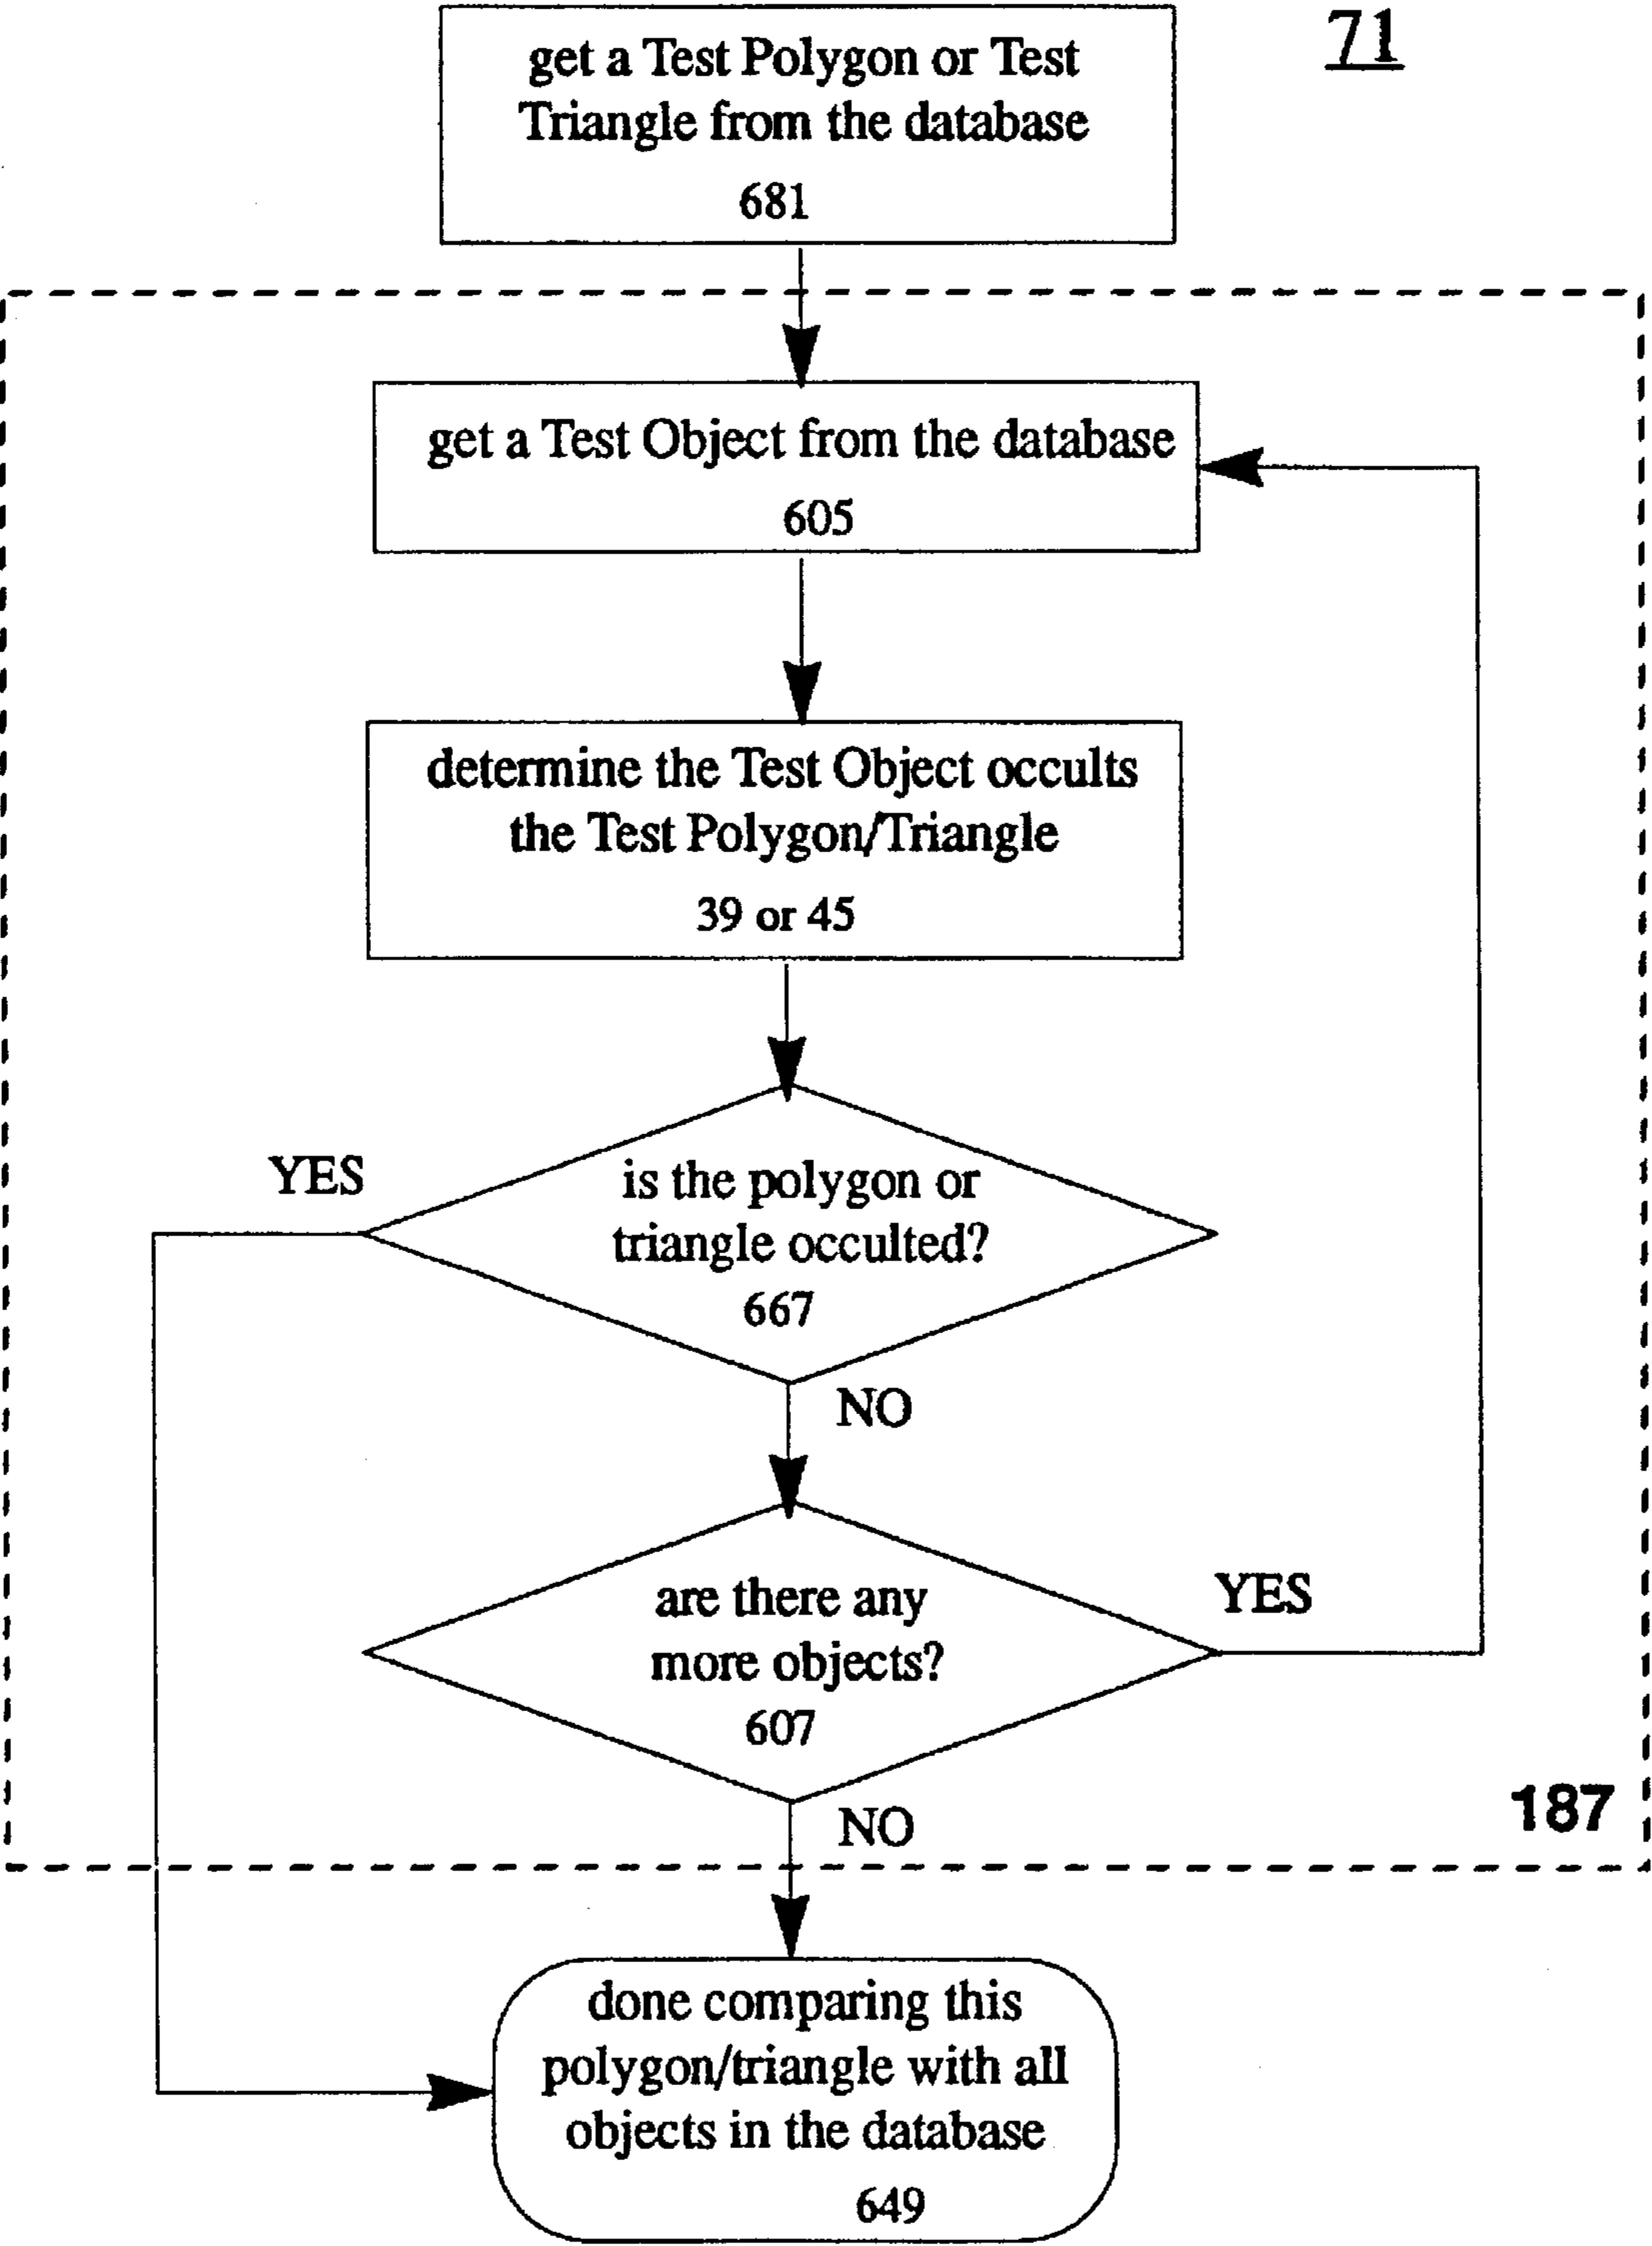 71
get a Test Polygon or Test
Triangle from the database
681
get a Test Object from the database
605
determine the Test Object occults
the Test Polygon/Triangle
39 or 45
YES
is the polygon or
triangle occulted?
667
NO
are there any
more objects?
607
YES
187
NO
done comparing this
polygon/triangle with all
objects in the database
649